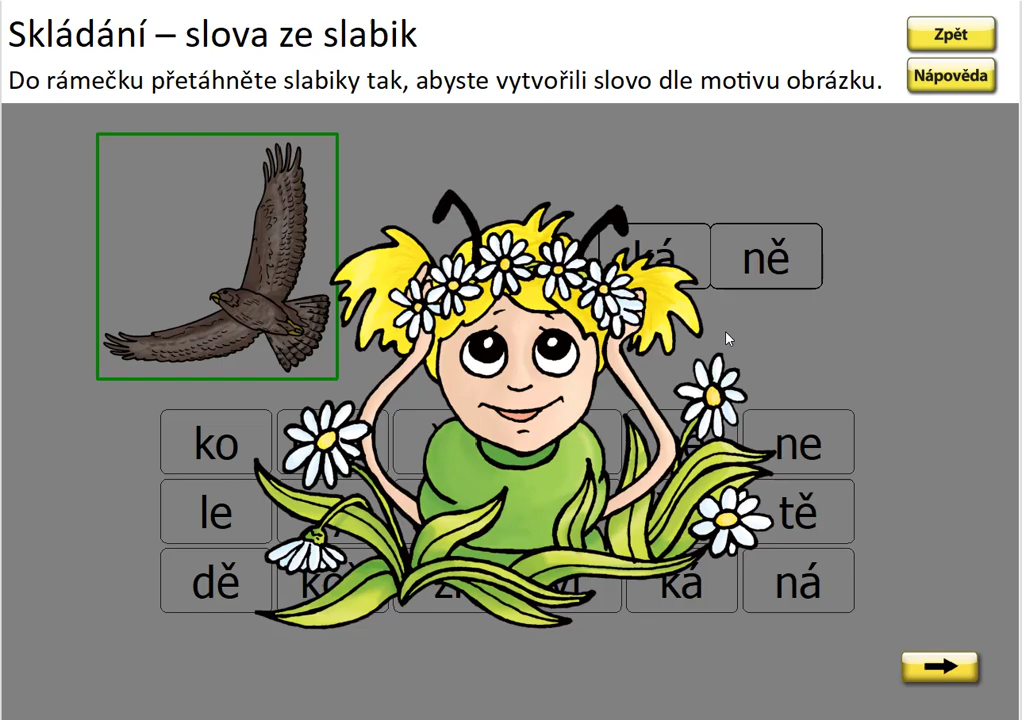 Skládání – slova ze slabik
Zpět
Do rámečku přetáhněte slabiky tak, abyste vytvořili slovo dle motivu obrázku.
Nápověda
ká ně
ko ne
le tě
dě ká ná